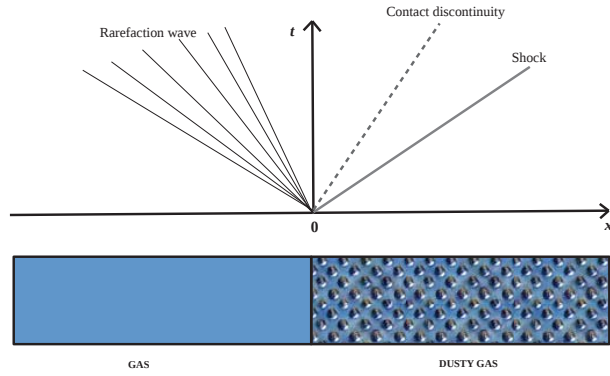 Contact discontinuity
Rarefaction wave
t
Shock
0
x
GAS
DUSTY GAS